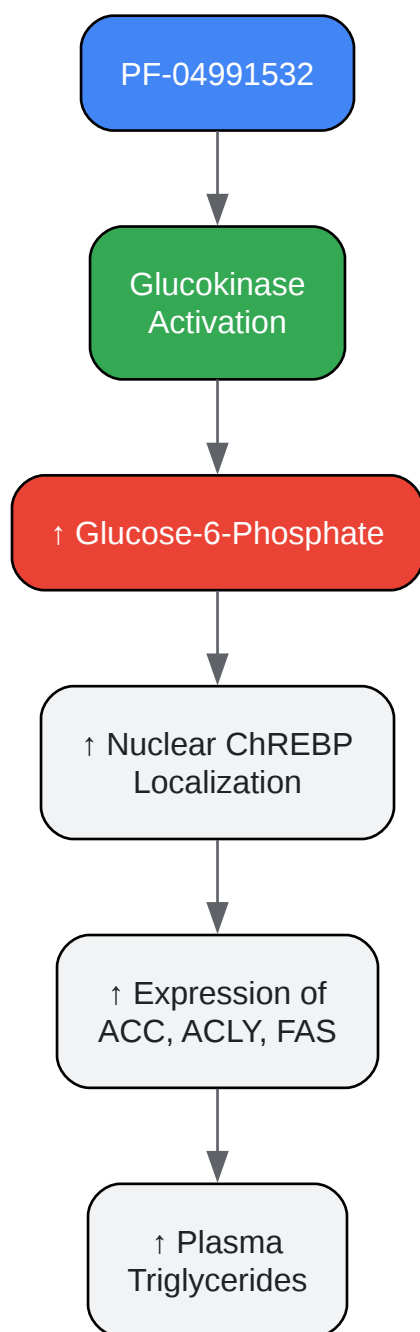 PF-04991532
Glucokinase
Activation
↑ Glucose-6-Phosphate
↑ Nuclear ChREBP
Localization
↑ Expression of
ACC, ACLY, FAS
↑ Plasma
Triglycerides